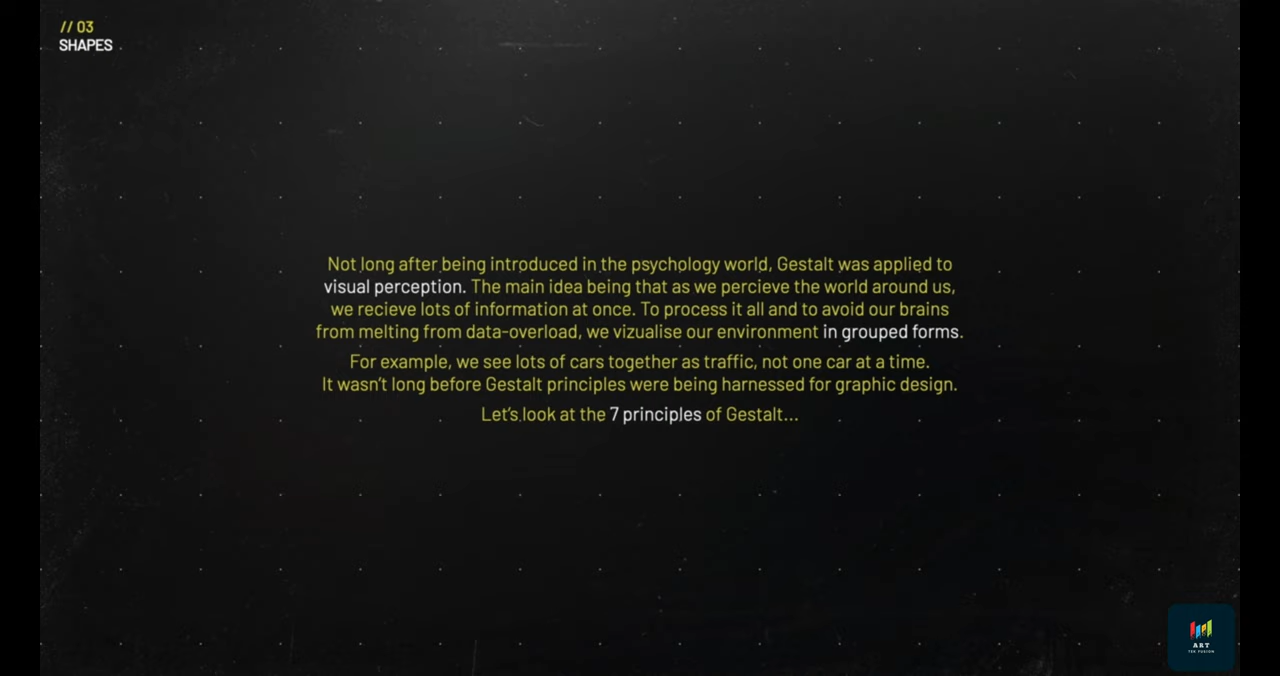 // 03
SHAPES
Not long after being introduced in the psychology world, Gestalt was applied to
visual perception. The main idea being that as we percieve the world around us,
we recieve lots of information at once. To process it all and to avoid our brains
from melting from data-overload, we vizualise our environment in grouped forms.
For example, we see lots of cars together as traffic, not one car at a time.
It wasn't long before Gestalt principles were being harnessed for graphic design.
Let's look at the 7 principles of Gestalt...
ART
TEK FUSION